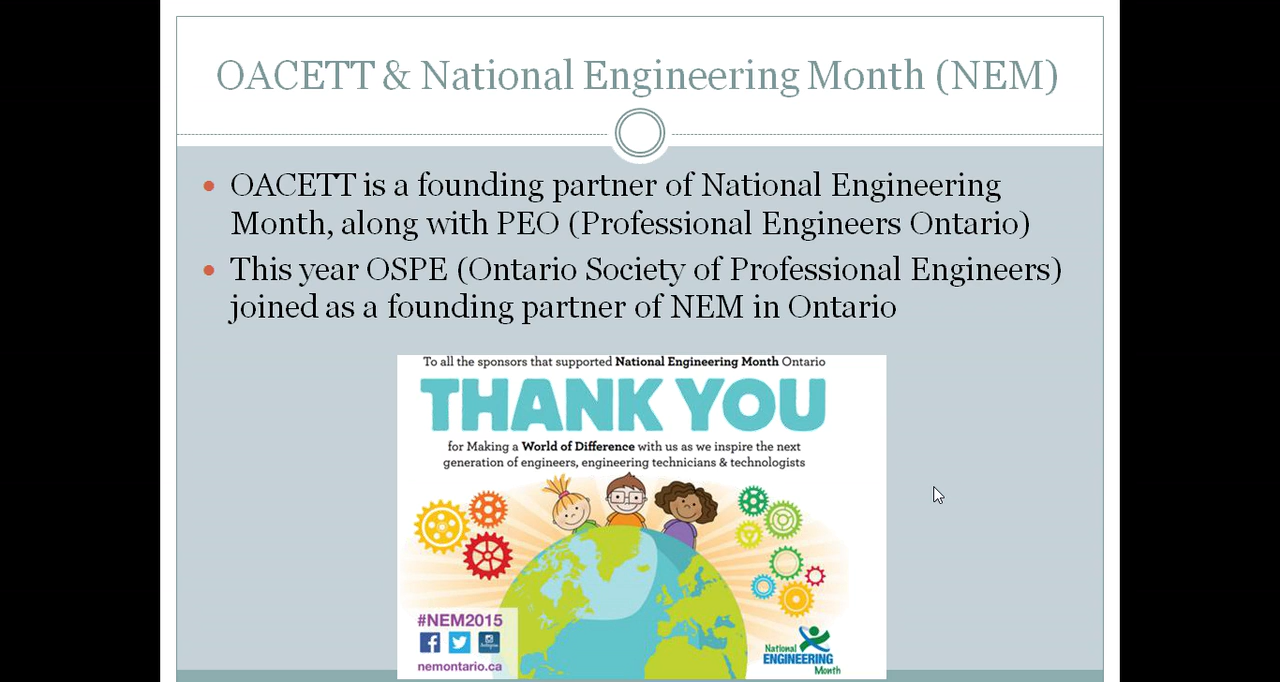 OACETT & National Engineering Month (NEM)
OACETT is a founding partner of National Engineering
Month, along with PEO (Professional Engineers Ontario)
This year OSPE (Ontario Society of Professional Engineers)
joined as a founding partner of NEM in Ontario
To all the sponsors that supported National Engineering Month Ontario
THANK YOU
for Making a World of Difference with us as we inspire the next
generation of engineers, engineering technicians & technologists
#NEM2015
nemontario.ca
National
ENGINEERING
Month